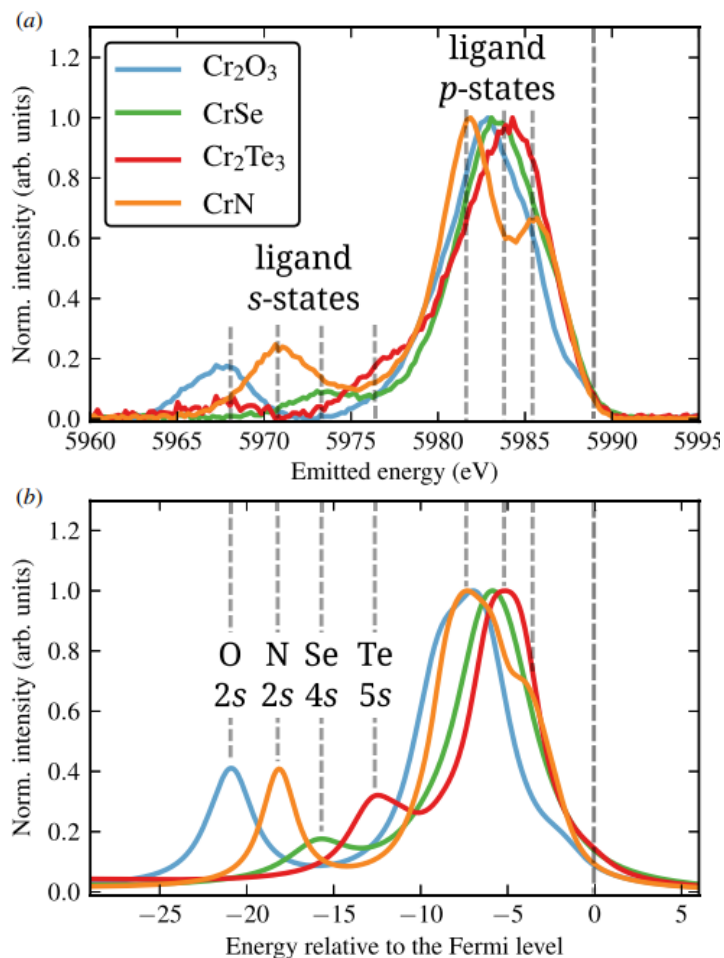 (a)
1.2
1.0
0.8
0.6
0.4
0.2
0.0
Norm. intensity (arb. units)
Cr₂O₃
CrSe
Cr₂Te₃
CrN
ligand
p-states
ligand
s-states
5960 5965 5970 5975 5980 5985 5990 5995
Emitted energy (eV)
(b)
1.2
1.0
0.8
0.6
0.4
0.2
0.0
Norm. intensity (arb. units)
O N Se Te
2s 2s 4s 5s
−25 −20 −15 −10 −5 0 5
Energy relative to the Fermi level